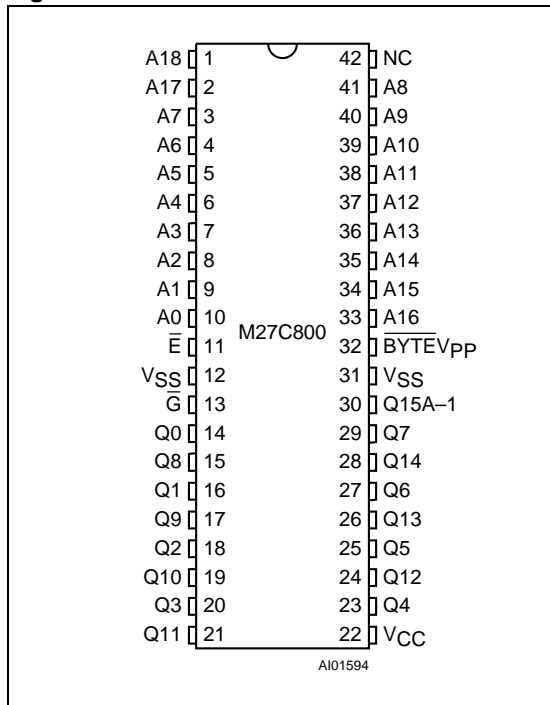 A18 1 42 NC
A17 2 41 A8
A7 3 40 A9
A6 4 39 A10
A5 5 38 A11
A4 6 37 A12
A3 7 36 A13
A2 8 35 A14
A1 9 34 A15
A0 10 33 A16
M27C800
E̅ 11 32 B̅Y̅T̅E̅VPP
VSS 12 31 VSS
G̅ 13 30 Q15A–1
Q0 14 29 Q7
Q8 15 28 Q14
Q1 16 27 Q6
Q9 17 26 Q13
Q2 18 25 Q5
Q10 19 24 Q12
Q3 20 23 Q4
Q11 21 22 VCC
AI01594